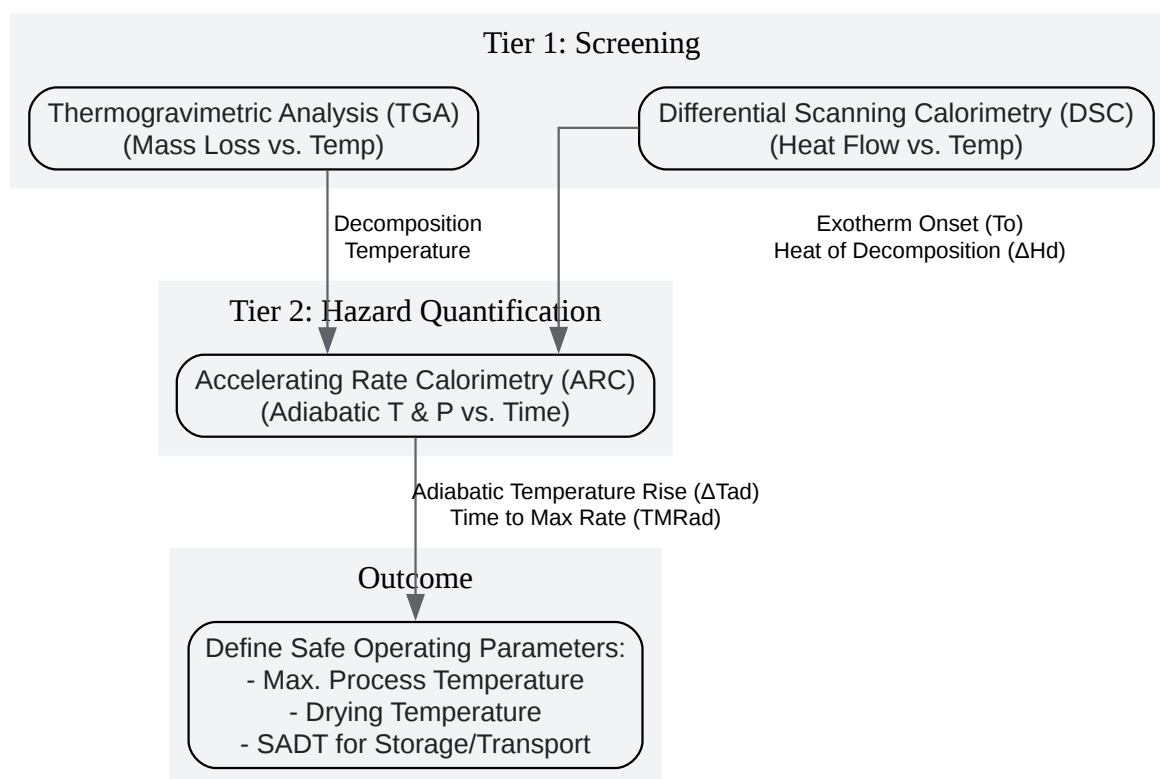 Tier 1: Screening
Thermogravimetric Analysis (TGA)
(Mass Loss vs. Temp)
Differential Scanning Calorimetry (DSC)
(Heat Flow vs. Temp)
Decomposition
Temperature
Exotherm Onset (To)
Heat of Decomposition (ΔHd)
Tier 2: Hazard Quantification
Accelerating Rate Calorimetry (ARC)
(Adiabatic T & P vs. Time)
Adiabatic Temperature Rise (ΔTad)
Time to Max Rate (TMRad)
Outcome
Define Safe Operating Parameters:
- Max. Process Temperature
- Drying Temperature
- SADT for Storage/Transport